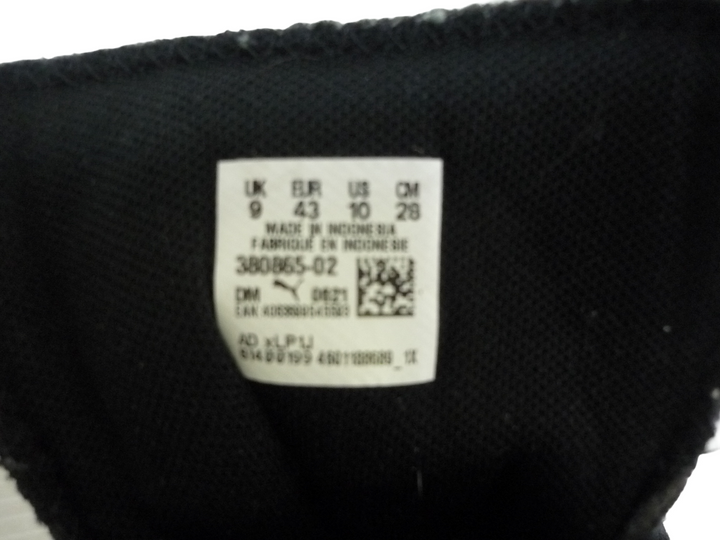 UK EUR US CM
9 43 10 28
MADE IN INDONESIA
FABRIQUE EN INDONESIE
380865-02
DM 0621
EAN
AD